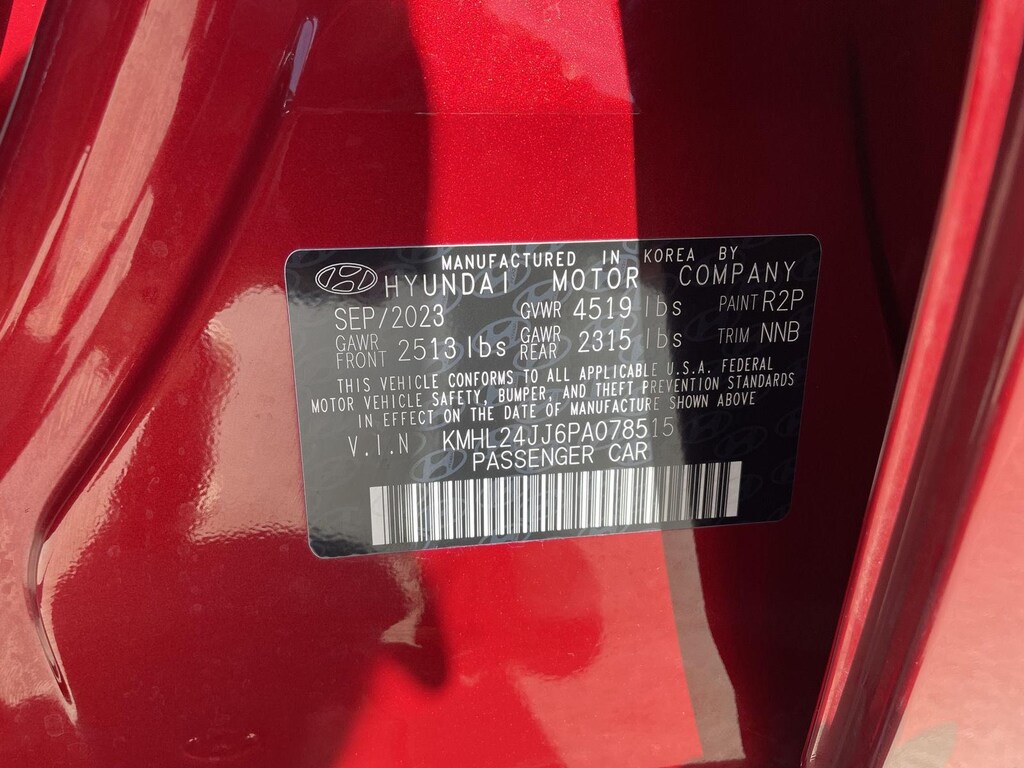 MANUFACTURED IN KOREA BY
HYUNDAI MOTOR COMPANY
SEP/2023 GVWR 4519 lbs PAINT R2P
GAWR FRONT 2513 lbs GAWR REAR 2315 lbs TRIM NNB
THIS VEHICLE CONFORMS TO ALL APPLICABLE U.S.A. FEDERAL
MOTOR VEHICLE SAFETY, BUMPER, AND THEFT PREVENTION STANDARDS
IN EFFECT ON THE DATE OF MANUFACTURE SHOWN ABOVE
V.I.N KMHL24JJ6PA078515
PASSENGER CAR